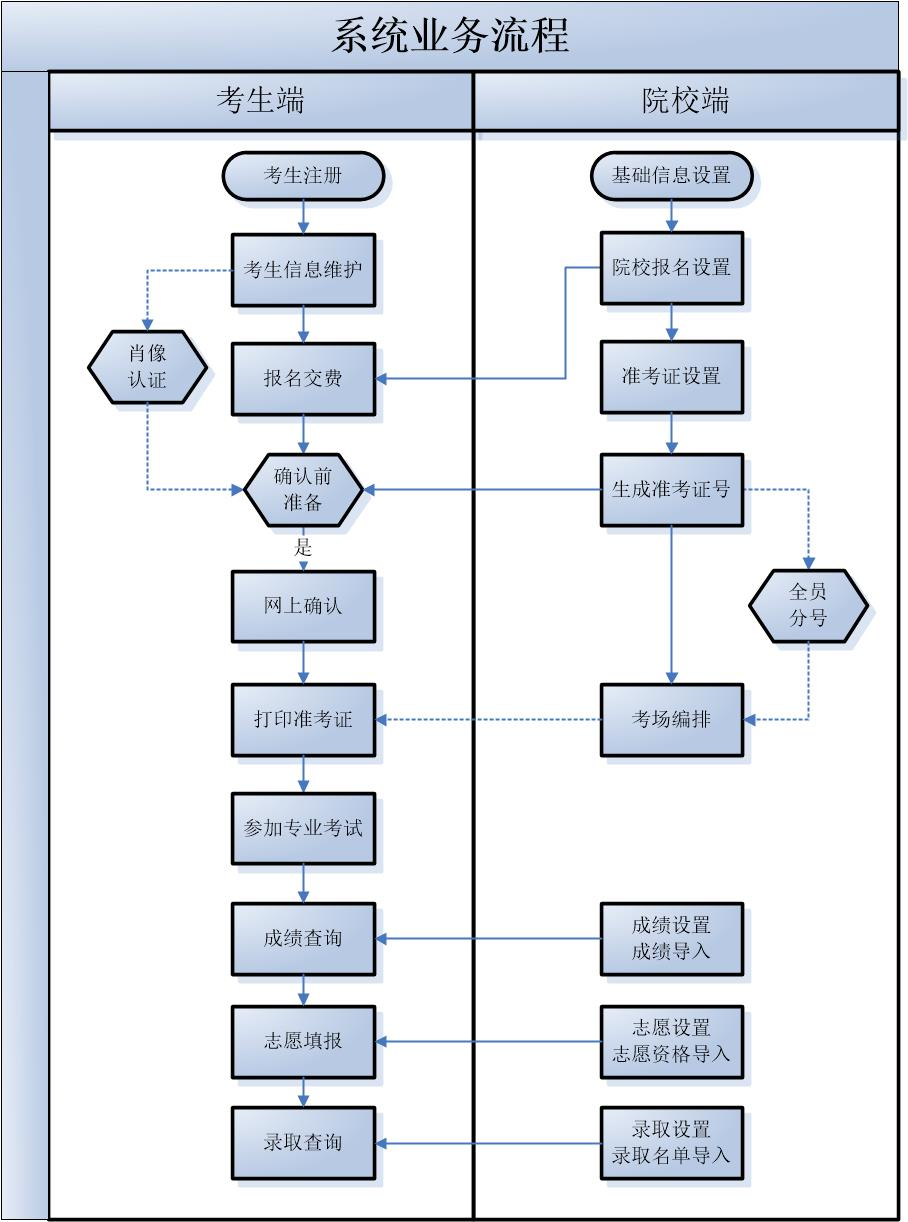 系统业务流程
考生端
院校端
考生注册
基础信息设置
考生信息维护
院校报名设置
肖像
认证
报名交费
准考证设置
确认前
准备
生成准考证号
是
网上确认
全员
分号
打印准考证
考场编排
参加专业考试
成绩查询
成绩设置
成绩导入
志愿填报
志愿设置
志愿资格导入
录取查询
录取设置
录取名单导入